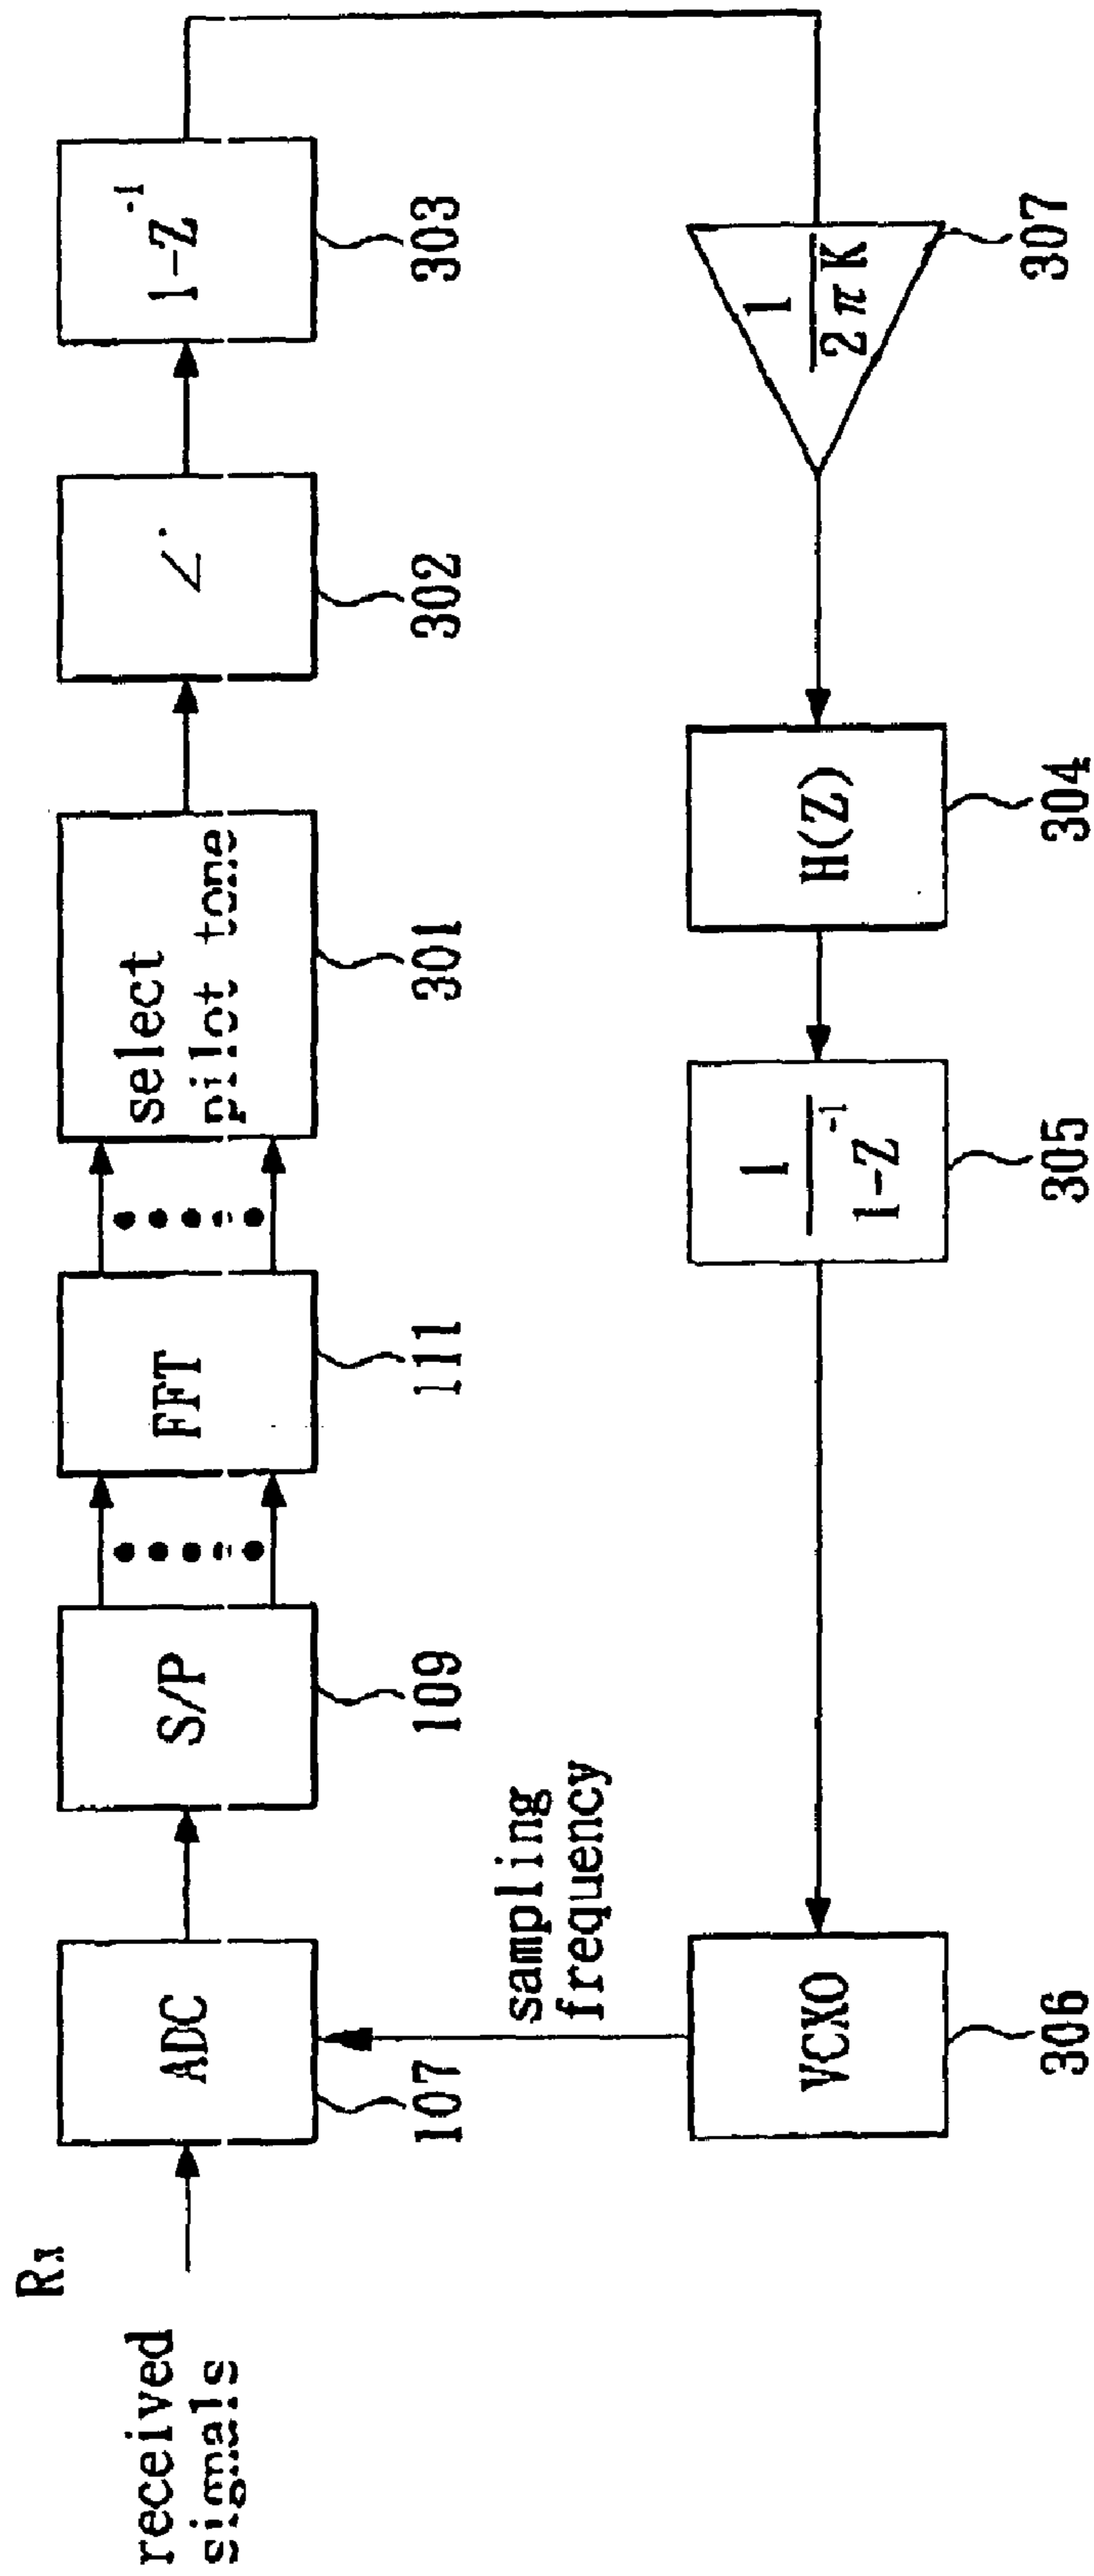 Rx
received
signals
ADC
107
S/P
109
FFT
111
select
pilot tone
301
∠·
302
1-Z⁻¹
303
1
2πK
307
H(Z)
304
1
1-Z⁻¹
305
VCXO
306
sampling
frequency